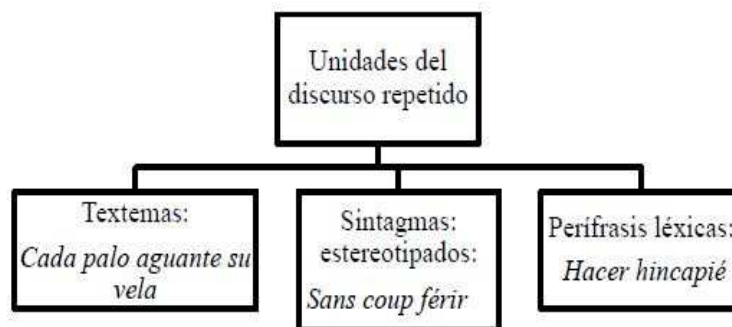 Unidades del
discurso repetido
Textemas:
Cada palo aguante su
vela
Sintagmas:
estereotipados:
Sans coup férir
Perífrasis léxicas:
Hacer hincapié